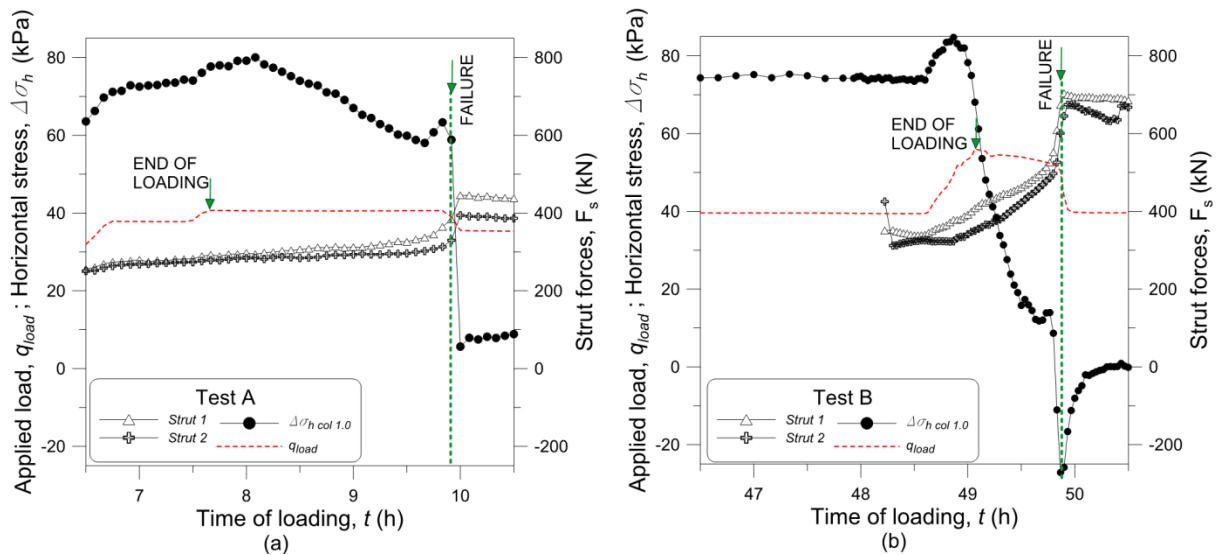 Applied load, q_load ; Horizontal stress, Δσ_h (kPa)
80
60
40
20
0
-20
800
600
400
200
0
-200
Strut forces, F_s (kN)
END OF
LOADING
FAILURE
Test A
Strut 1
Δσ_h col 1.0
Strut 2
q_load
7
8
9
10
Time of loading, t (h)
(a)
Applied load, q_load ; Horizontal stress, Δσ_h (kPa)
80
60
40
20
0
-20
800
600
400
200
0
-200
Strut forces, F_s (kN)
END OF
LOADING
FAILURE
Test B
Strut 1
Δσ_h col 1.0
Strut 2
q_load
47
48
49
50
Time of loading, t (h)
(b)